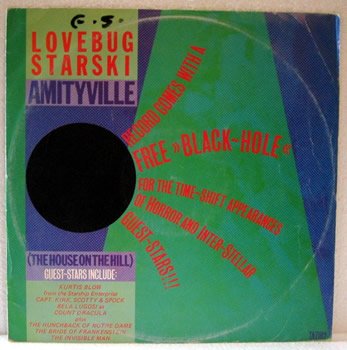 C.S.
LOVEBUG
STARSKI
AMITYVILLE
RECORD COMES WITH A
FREE »BLACK-HOLE«
FOR THE TIME-SHIFT APPEARANCES
OF HORROR AND INTER-STELLAR
GUEST-STARS!!!
(THE HOUSE ON THE HILL)
GUEST-STARS INCLUDE:
KURTIS BLOW
from the Starship Enterprise
CAPT. KIRK, SCOTTY & SPOCK
BELA LUGOSI as
COUNT DRACULA
plus
THE HUNCHBACK OF NOTRE DAME
THE BRIDE OF FRANKENSTEIN
THE INVISIBLE MAN